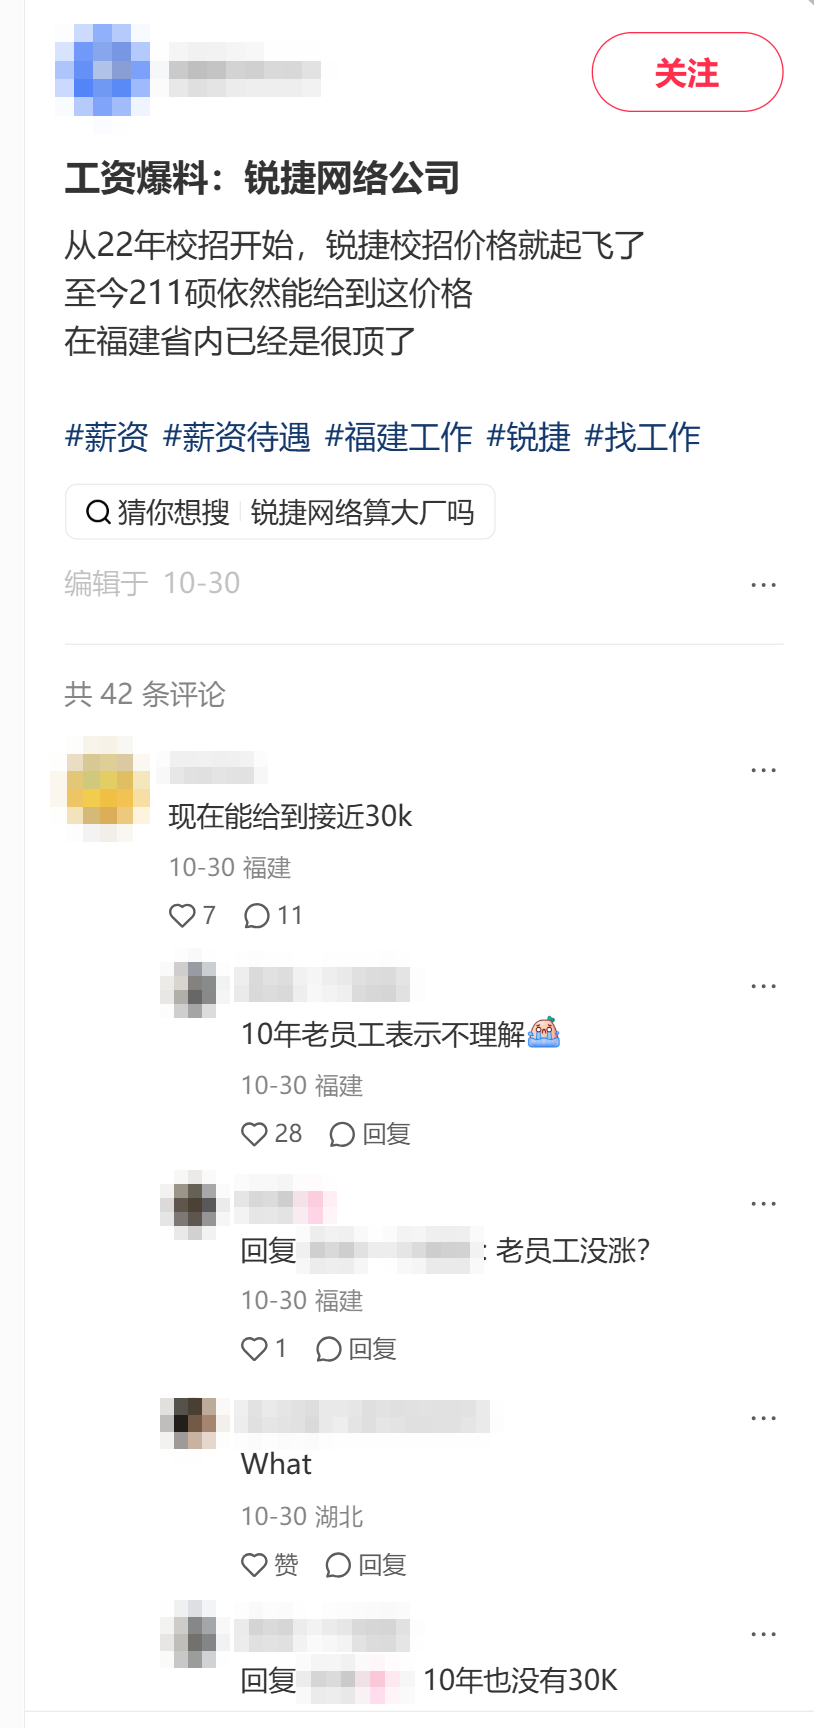 关注
工资爆料：锐捷网络公司
从22年校招开始，锐捷校招价格就起飞了
至今211硕依然能给到这价格
在福建省内已经是很顶了
#薪资 #薪资待遇 #福建工作 #锐捷 #找工作
猜你想搜 锐捷网络算大厂吗
编辑于 10-30
共 42 条评论
现在能给到接近30k
10-30 福建
7 11
10年老员工表示不理解
10-30 福建
28 回复
回复 : 老员工没涨？
10-30 福建
1 回复
What
10-30 湖北
赞 回复
回复 10年也没有30K